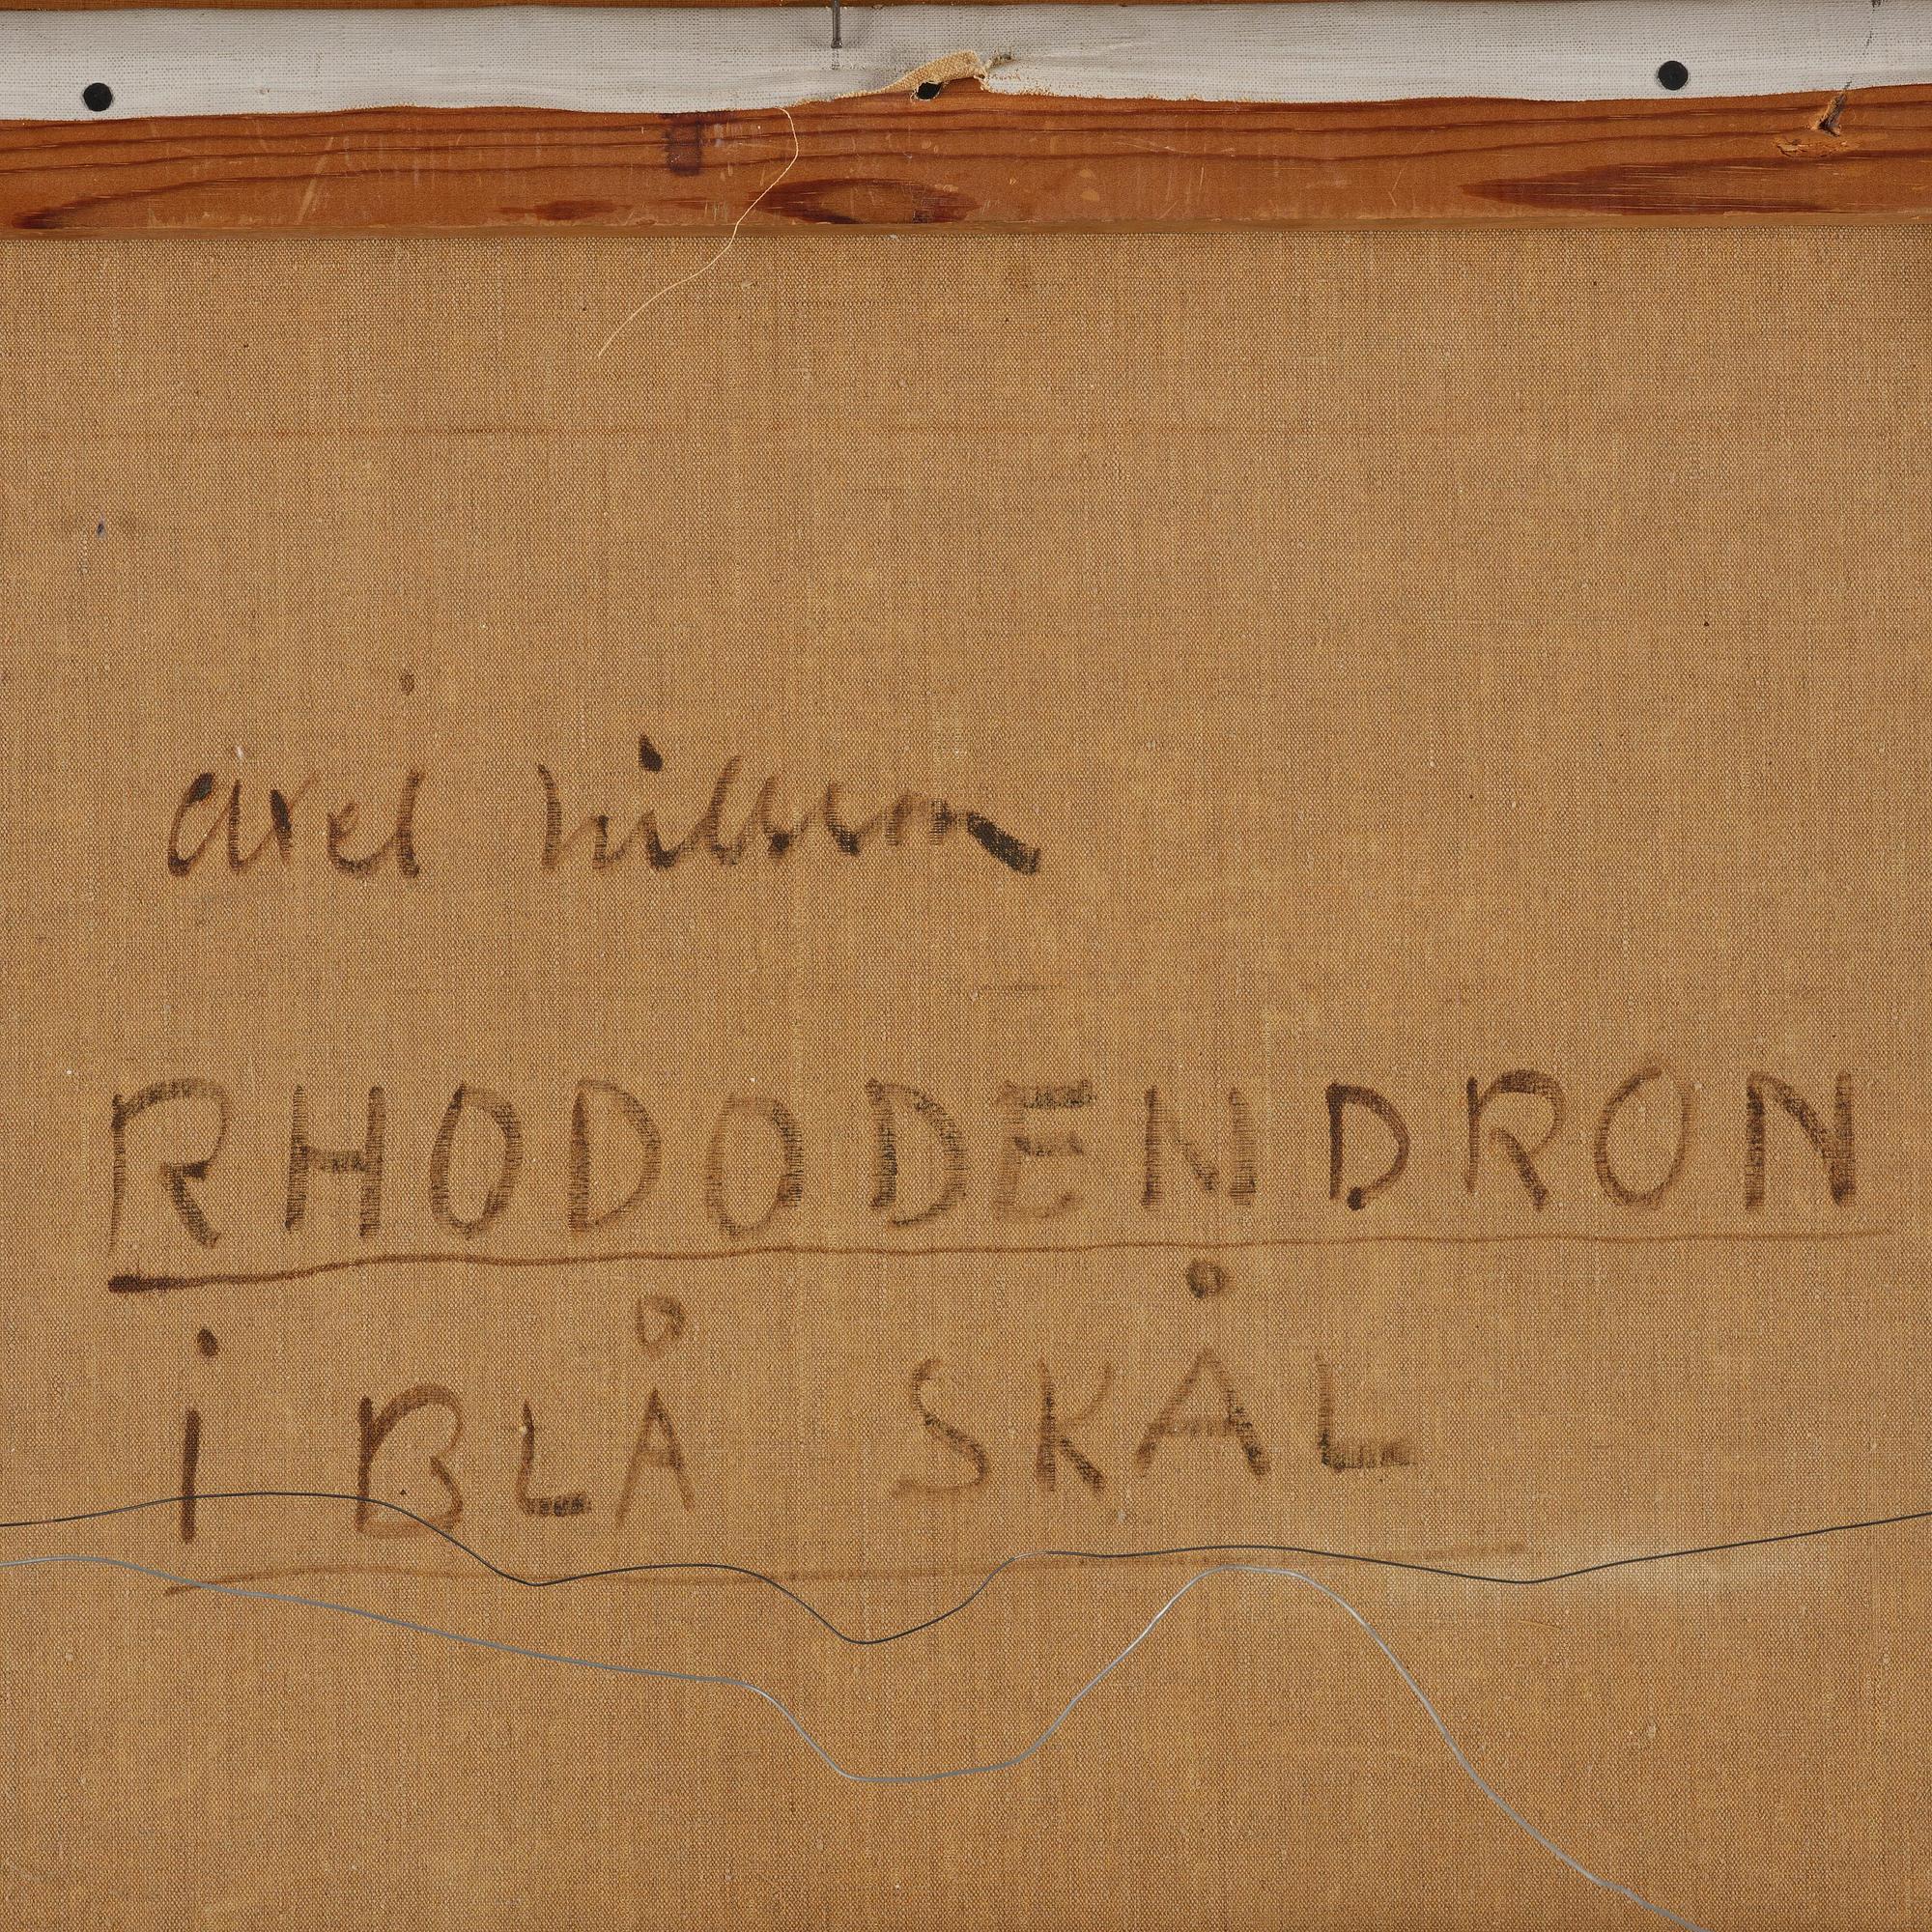 axel nilsson
RHODODENDRON
i BLÅ SKÅL